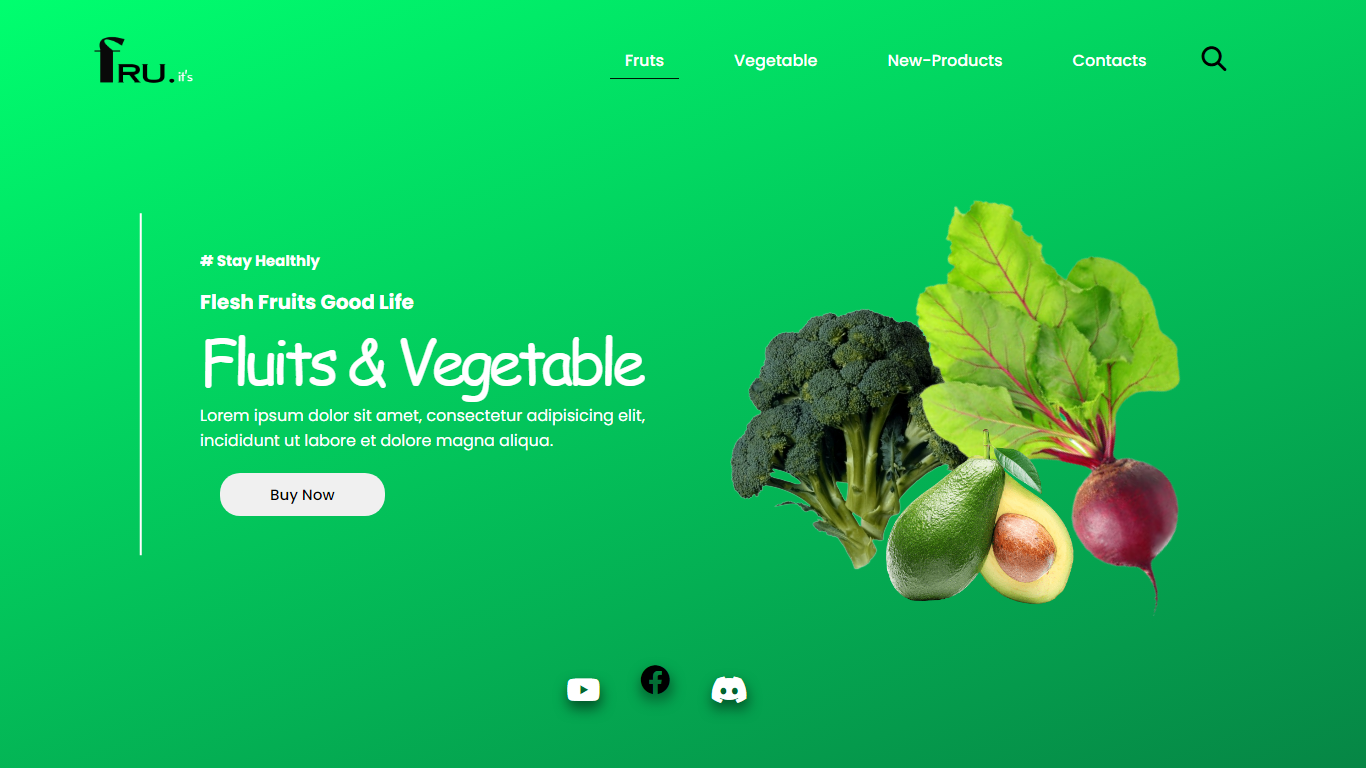 fRU. it's
Fruts Vegetable New-Products Contacts
# Stay Healthly
Flesh Fruits Good Life
Fluits & Vegetable
Lorem ipsum dolor sit amet, consectetur adipisicing elit,
incididunt ut labore et dolore magna aliqua.
Buy Now